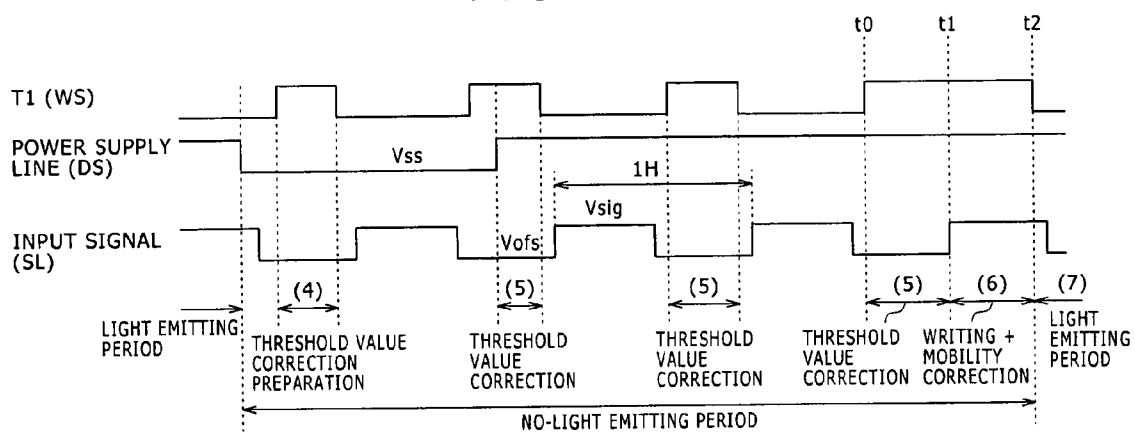 t0 t1 t2
T1 (WS)
POWER SUPPLY
LINE (DS)
Vss
1H
Vsig
INPUT SIGNAL
(SL)
Vofs
(4) (5) (5) (5) (6) (7)
LIGHT EMITTING
PERIOD
THRESHOLD VALUE
CORRECTION
PREPARATION
THRESHOLD
VALUE
CORRECTION
THRESHOLD
VALUE
CORRECTION
THRESHOLD
VALUE
CORRECTION
WRITING +
MOBILITY
CORRECTION
LIGHT
EMITTING
PERIOD
NO-LIGHT EMITTING PERIOD